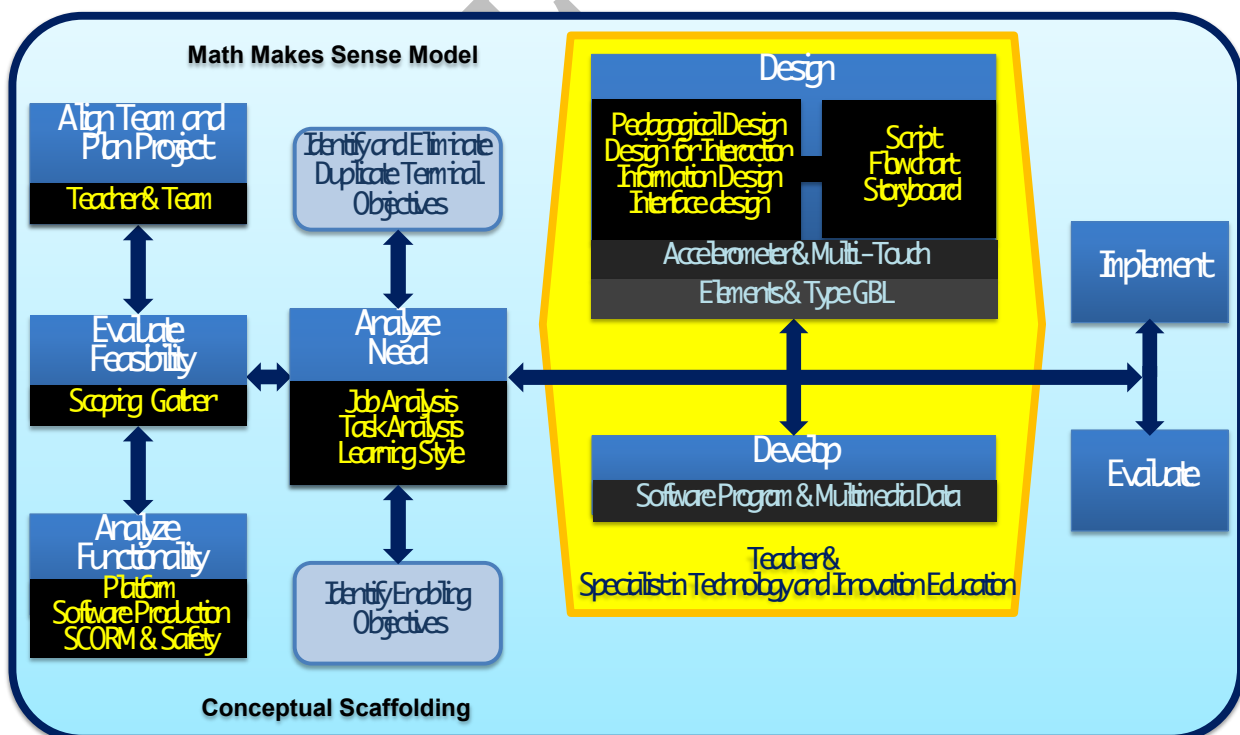 Math Makes Sense Model
Align Team and
Plan Project
Teacher & Team
Evaluate
Feasibility
Scoping Gather
Analyze
Functionality
Platform
Software Production
SCORM & Safety
Identify and Eliminate
Duplicate Terminal
Objectives
Analyze
Need
Job Analysis
Task Analysis
Learning Style
Identify Enabling
Objectives
Design
Pedagogical Design
Design for Interaction
Information Design
Interface design
Script
Flowchart
Storyboard
Accelerometer & Multi-Touch
Elements & Type GBL
Develop
Software Program & Multimedia Data
Teacher &
Specialist in Technology and Innovation Education
Implement
Evaluate
Conceptual Scaffolding